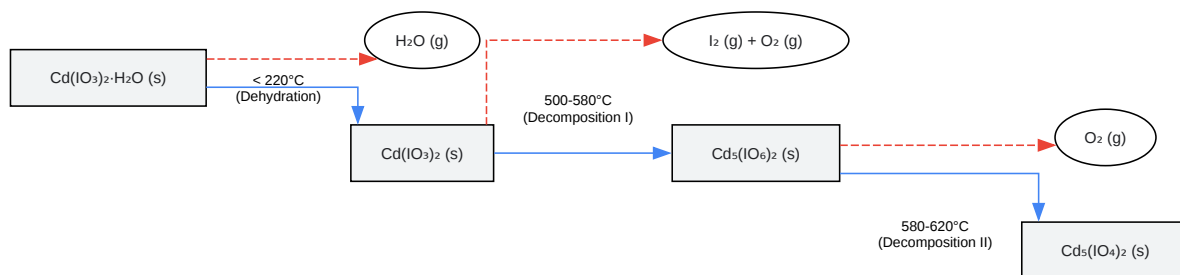 H₂O (g)
I₂ (g) + O₂ (g)
Cd(IO₃)₂·H₂O (s)
< 220°C
(Dehydration)
500-580°C
(Decomposition I)
Cd(IO₃)₂ (s)
Cd₅(IO₆)₂ (s)
O₂ (g)
580-620°C
(Decomposition II)
Cd₅(IO₄)₂ (s)